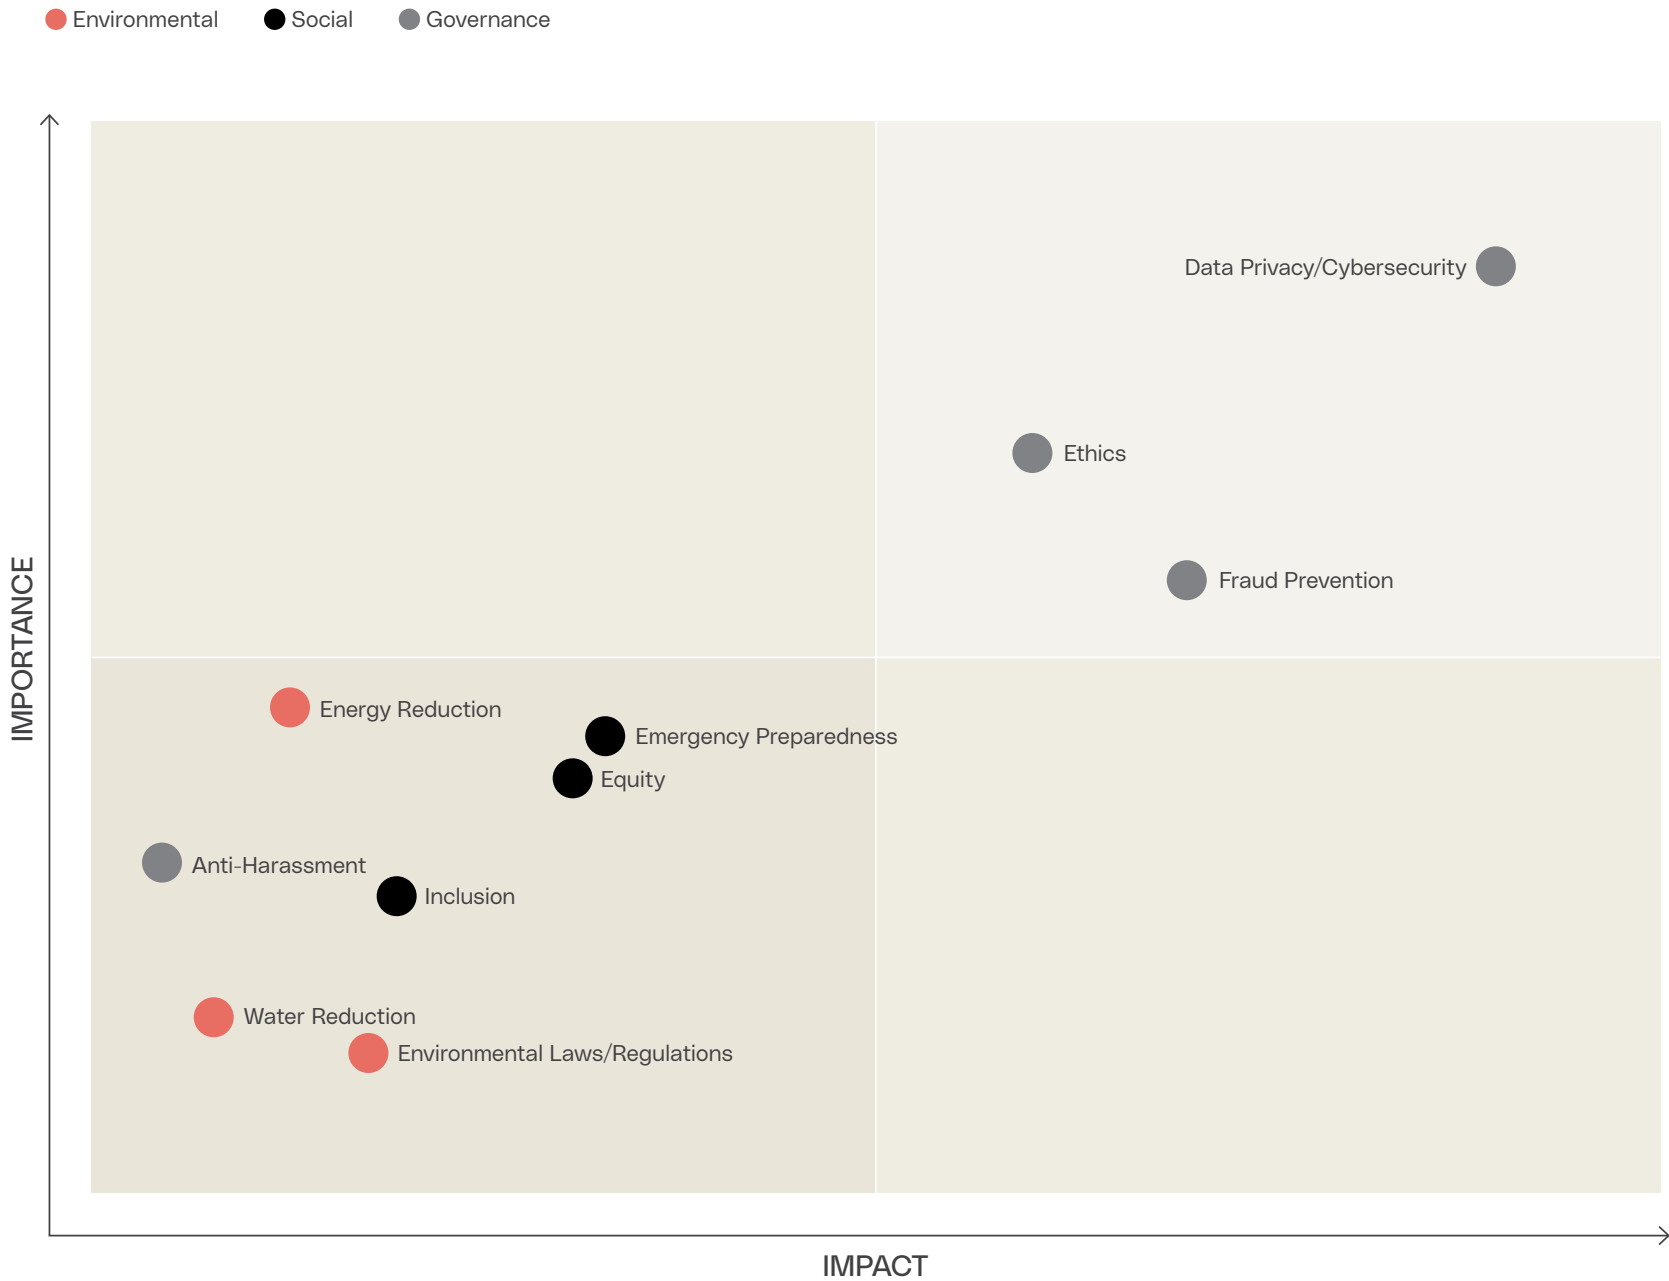 Environmental Social Governance
Data Privacy/Cybersecurity
Ethics
Fraud Prevention
IMPORTANCE
Energy Reduction
Emergency Preparedness
Equity
Anti-Harassment
Inclusion
Water Reduction
Environmental Laws/Regulations
IMPACT